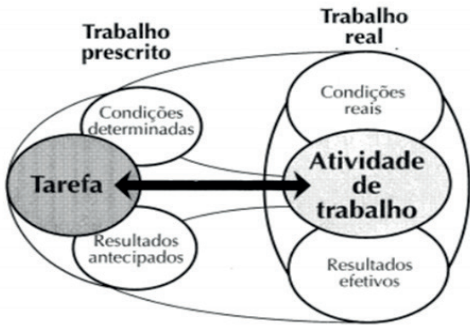 Trabalho
prescrito
Trabalho
real
Condições
determinadas
Condições
reais
Tarefa
Atividade
de
trabalho
Resultados
antecipados
Resultados
efetivos